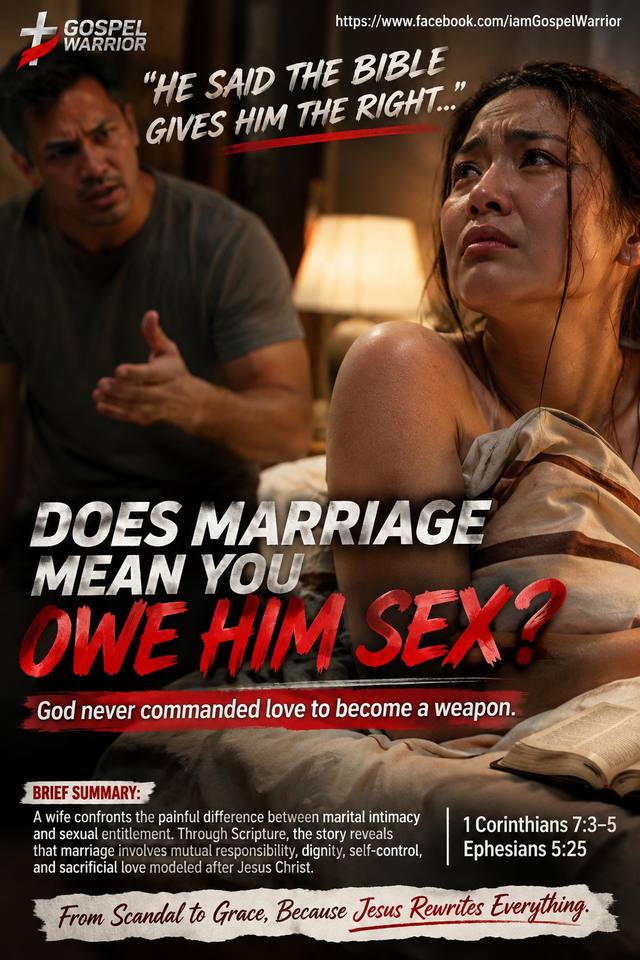 GOSPEL
WARRIOR
https://www.facebook.com/iamGospelWarrior
“HE SAID THE BIBLE
GIVES HIM THE RIGHT...”
DOES MARRIAGE
MEAN YOU
OWE HIM SEX?
God never commanded love to become a weapon.
BRIEF SUMMARY:
A wife confronts the painful difference between marital intimacy
and sexual entitlement. Through Scripture, the story reveals
that marriage involves mutual responsibility, dignity, self-control,
and sacrificial love modeled after Jesus Christ.
1 Corinthians 7:3–5
Ephesians 5:25
From Scandal to Grace, Because Jesus Rewrites Everything.